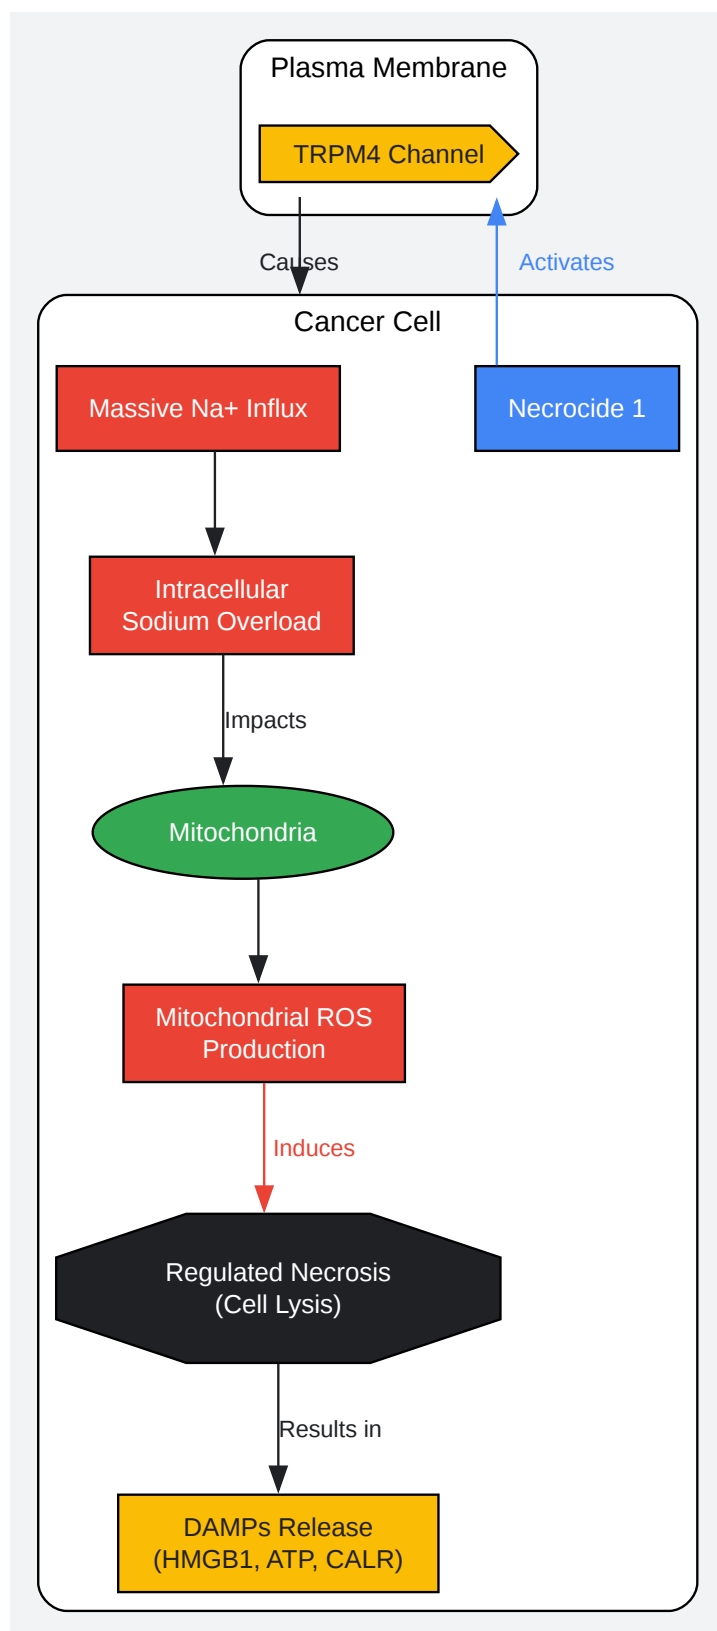 Plasma Membrane
TRPM4 Channel
Causes
Activates
Cancer Cell
Massive Na+ Influx
Necrocide 1
Intracellular
Sodium Overload
Impacts
Mitochondria
Mitochondrial ROS
Production
Induces
Regulated Necrosis
(Cell Lysis)
Results in
DAMPs Release
(HMGB1, ATP, CALR)